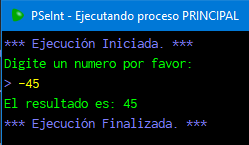 PSeInt - Ejecutando proceso PRINCIPAL
*** Ejecución Iniciada. ***
Digite un numero por favor:
> -45
El resultado es: 45
*** Ejecución Finalizada. ***